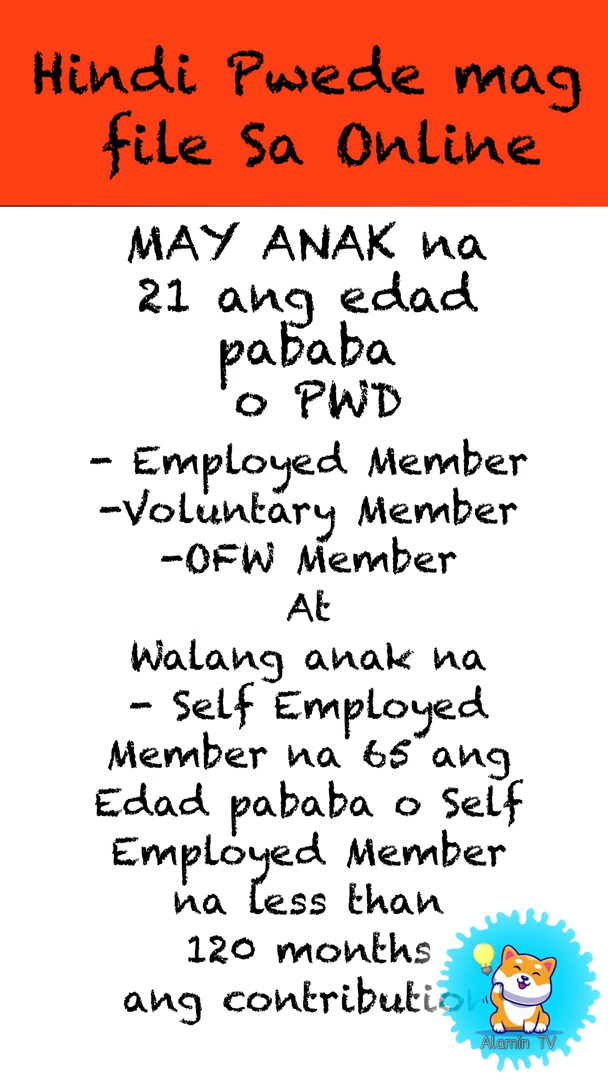 Hindi Pwede mag
file Sa Online
MAY ANAK na
21 ang edad
pababa
o PWD
- Employed Member
-Voluntary Member
-OFW Member
At
Walang anak na
- Self Employed
Member na 65 ang
Edad pababa o Self
Employed Member
na less than
120 months
ang contribution
Alamin TV